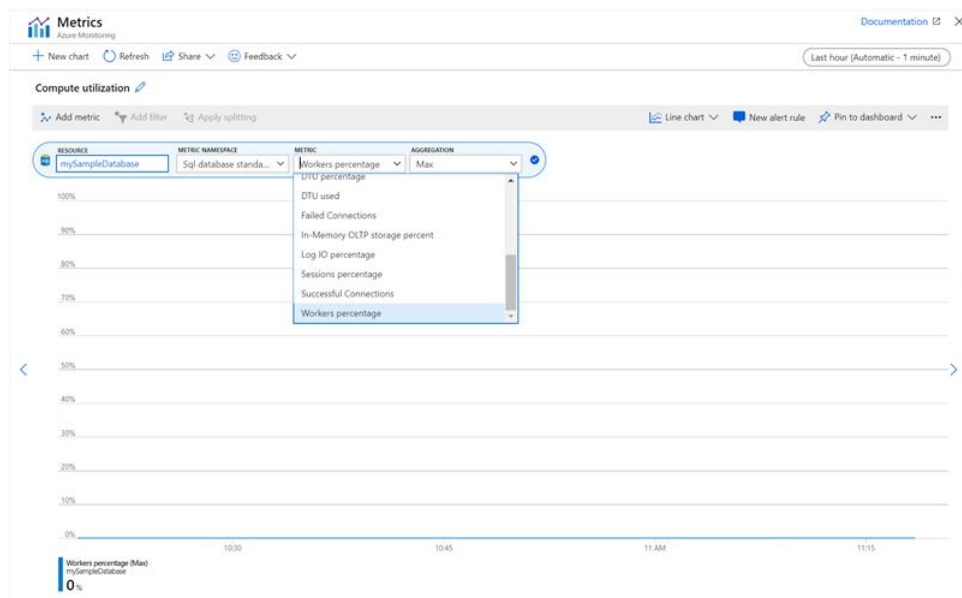 Metrics
Documentation
Azure Monitoring
New chart Refresh Share Feedback
Last hour (Automatic - 1 minute)
Compute utilization
Add metric Add filter Apply splitting
Line chart New alert rule Pin to dashboard ...
RESOURCE METRIC NAMESPACE METRIC AGGREGATION
mySampleDatabase Sql database standa... Workers percentage Max
DTU percentage
DTU used
Failed Connections
In-Memory OLTP storage percent
Log IO percentage
Sessions percentage
Successful Connections
Workers percentage
100%
90%
80%
70%
60%
50%
40%
30%
20%
10%
0%
10:30 10:45 11 AM 11:15
Workers percentage (Max)
mySampleDatabase
0 %